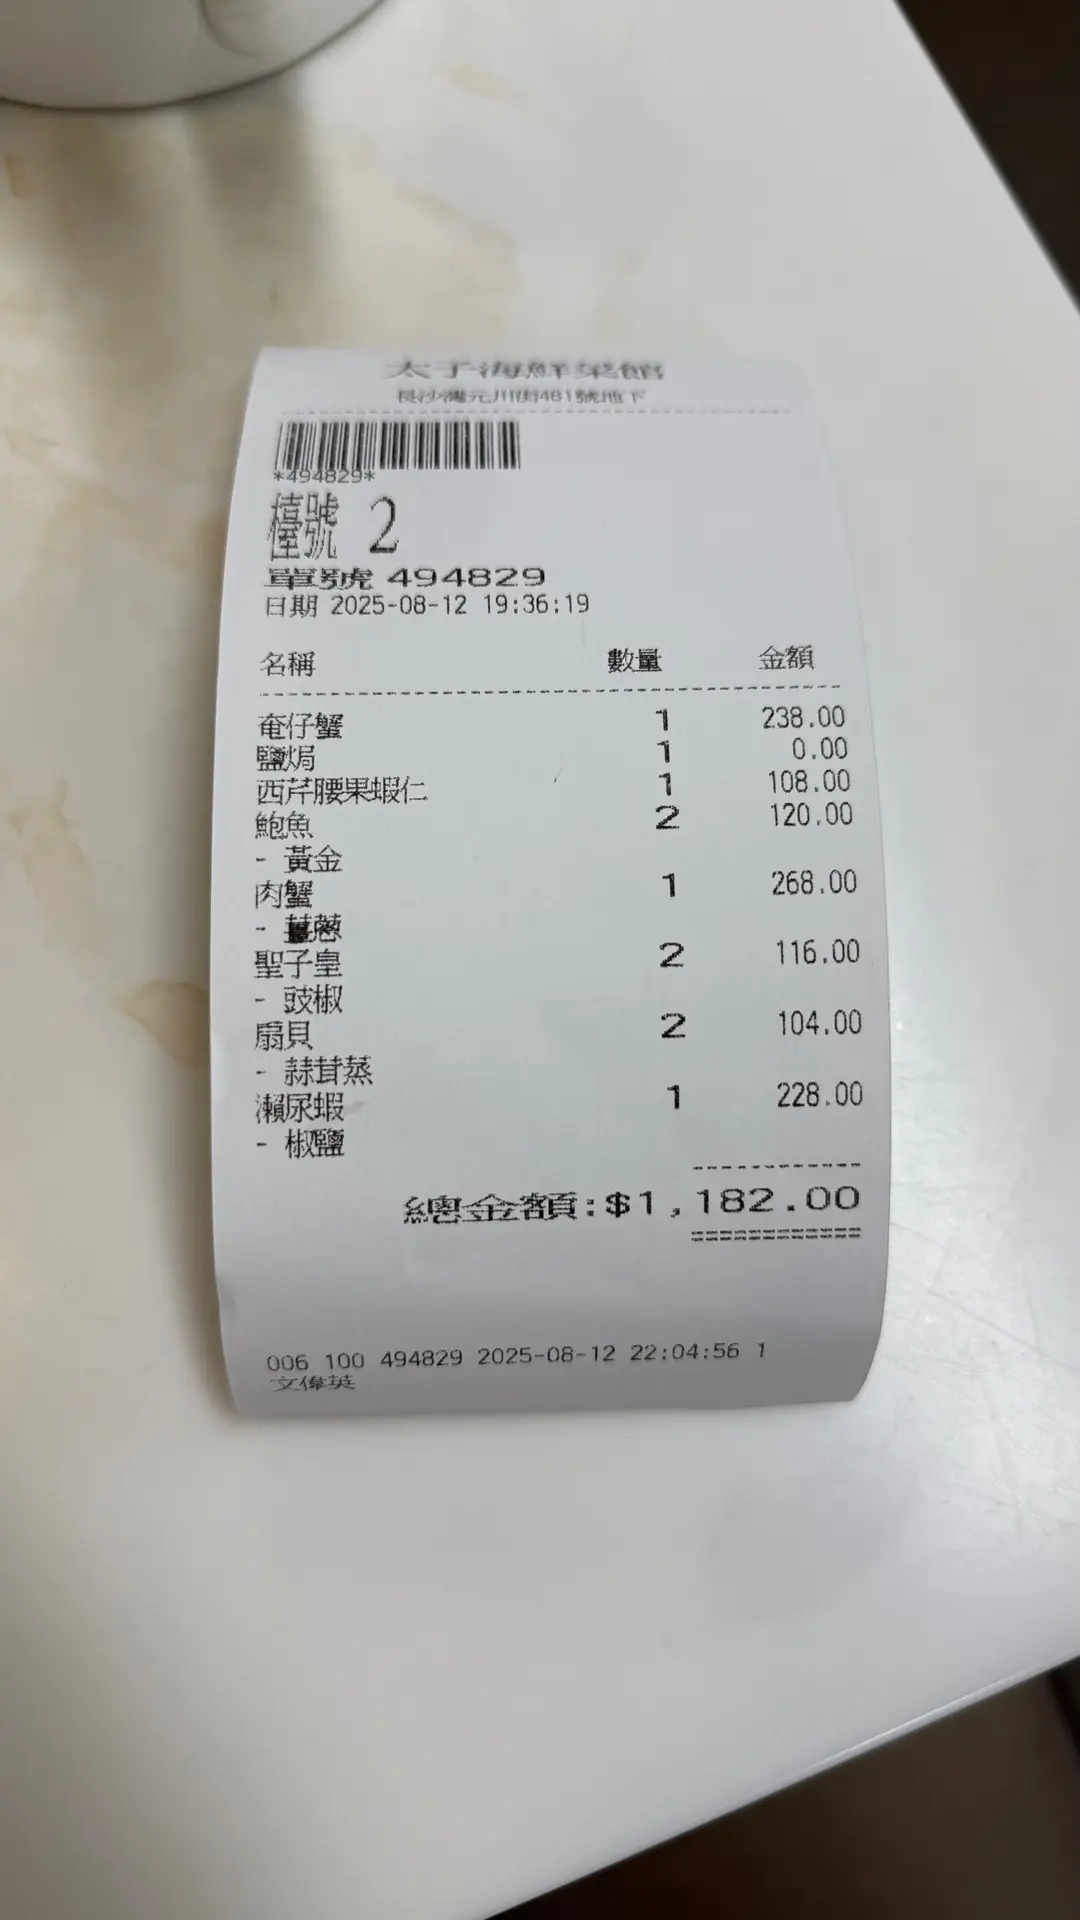 太子海鮮菜館
長沙灣元州街481號地下
*494829*
檯號 2
單號 494829
日期 2025-08-12 19:36:19
名稱 數量 金額
奄仔蟹 1 238.00
鹽焗 1 0.00
西芹腰果蝦仁 1 108.00
鮑魚 2 120.00
- 黃金
肉蟹 1 268.00
- 薑蔥
聖子皇 2 116.00
- 豉椒
扇貝 2 104.00
- 蒜茸蒸
瀨尿蝦 1 228.00
- 椒鹽
總金額:$1,182.00
006 100 494829 2025-08-12 22:04:56 1
文偉英